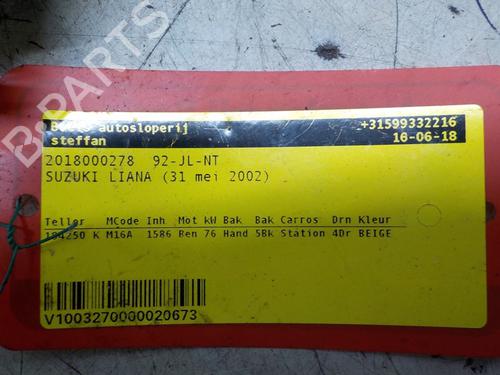 B-PARTS
autosloperij +31599332216
steffan 18-06-18
2018000278 92-JL-NT
SUZUKI LIANA (31 mei 2002)
Teller MCode Inh Mot kW Bak Bak Carros Drn Kleur
184250 K M16A 1586 Ben 76 Hand 5Bk Station 4Dr BEIGE
V1003270000020673